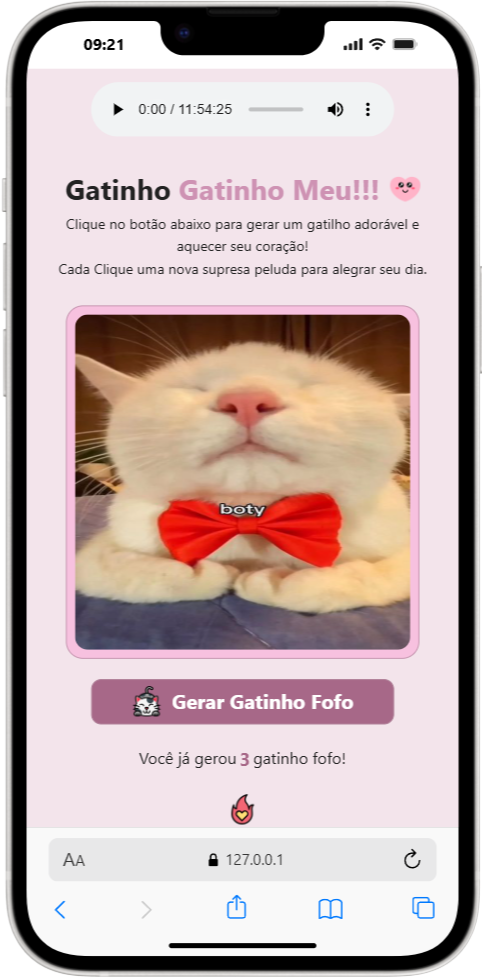 09:21
0:00 / 11:54:25
Gatinho Gatinho Meu!!!
Clique no botão abaixo para gerar um gatilho adorável e
aquecer seu coração!
Cada Clique uma nova supresa peluda para alegrar seu dia.
boty
Gerar Gatinho Fofo
Você já gerou 3 gatinho fofo!
AA 127.0.0.1